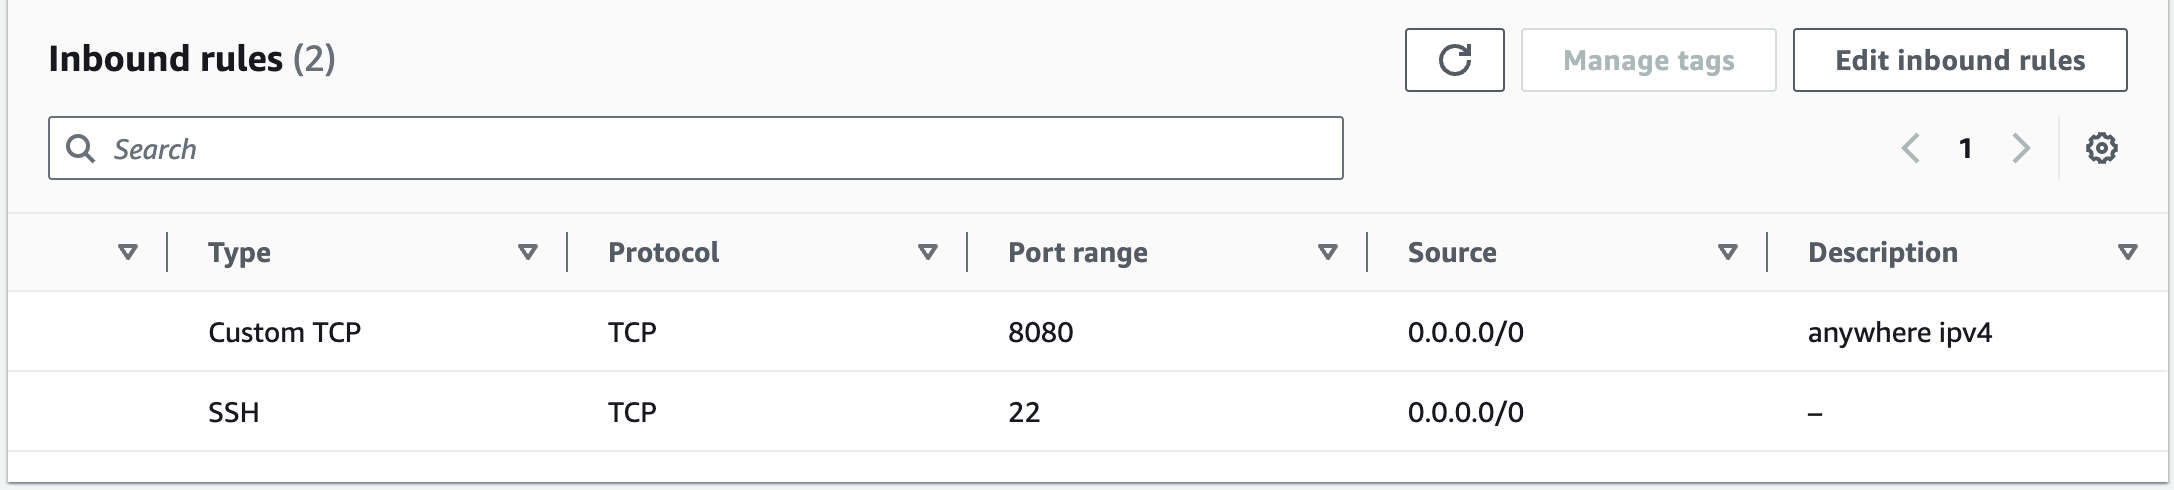 Inbound rules (2)
Manage tags
Edit inbound rules
Search
1
Type Protocol Port range Source Description
Custom TCP TCP 8080 0.0.0.0/0 anywhere ipv4
SSH TCP 22 0.0.0.0/0 –